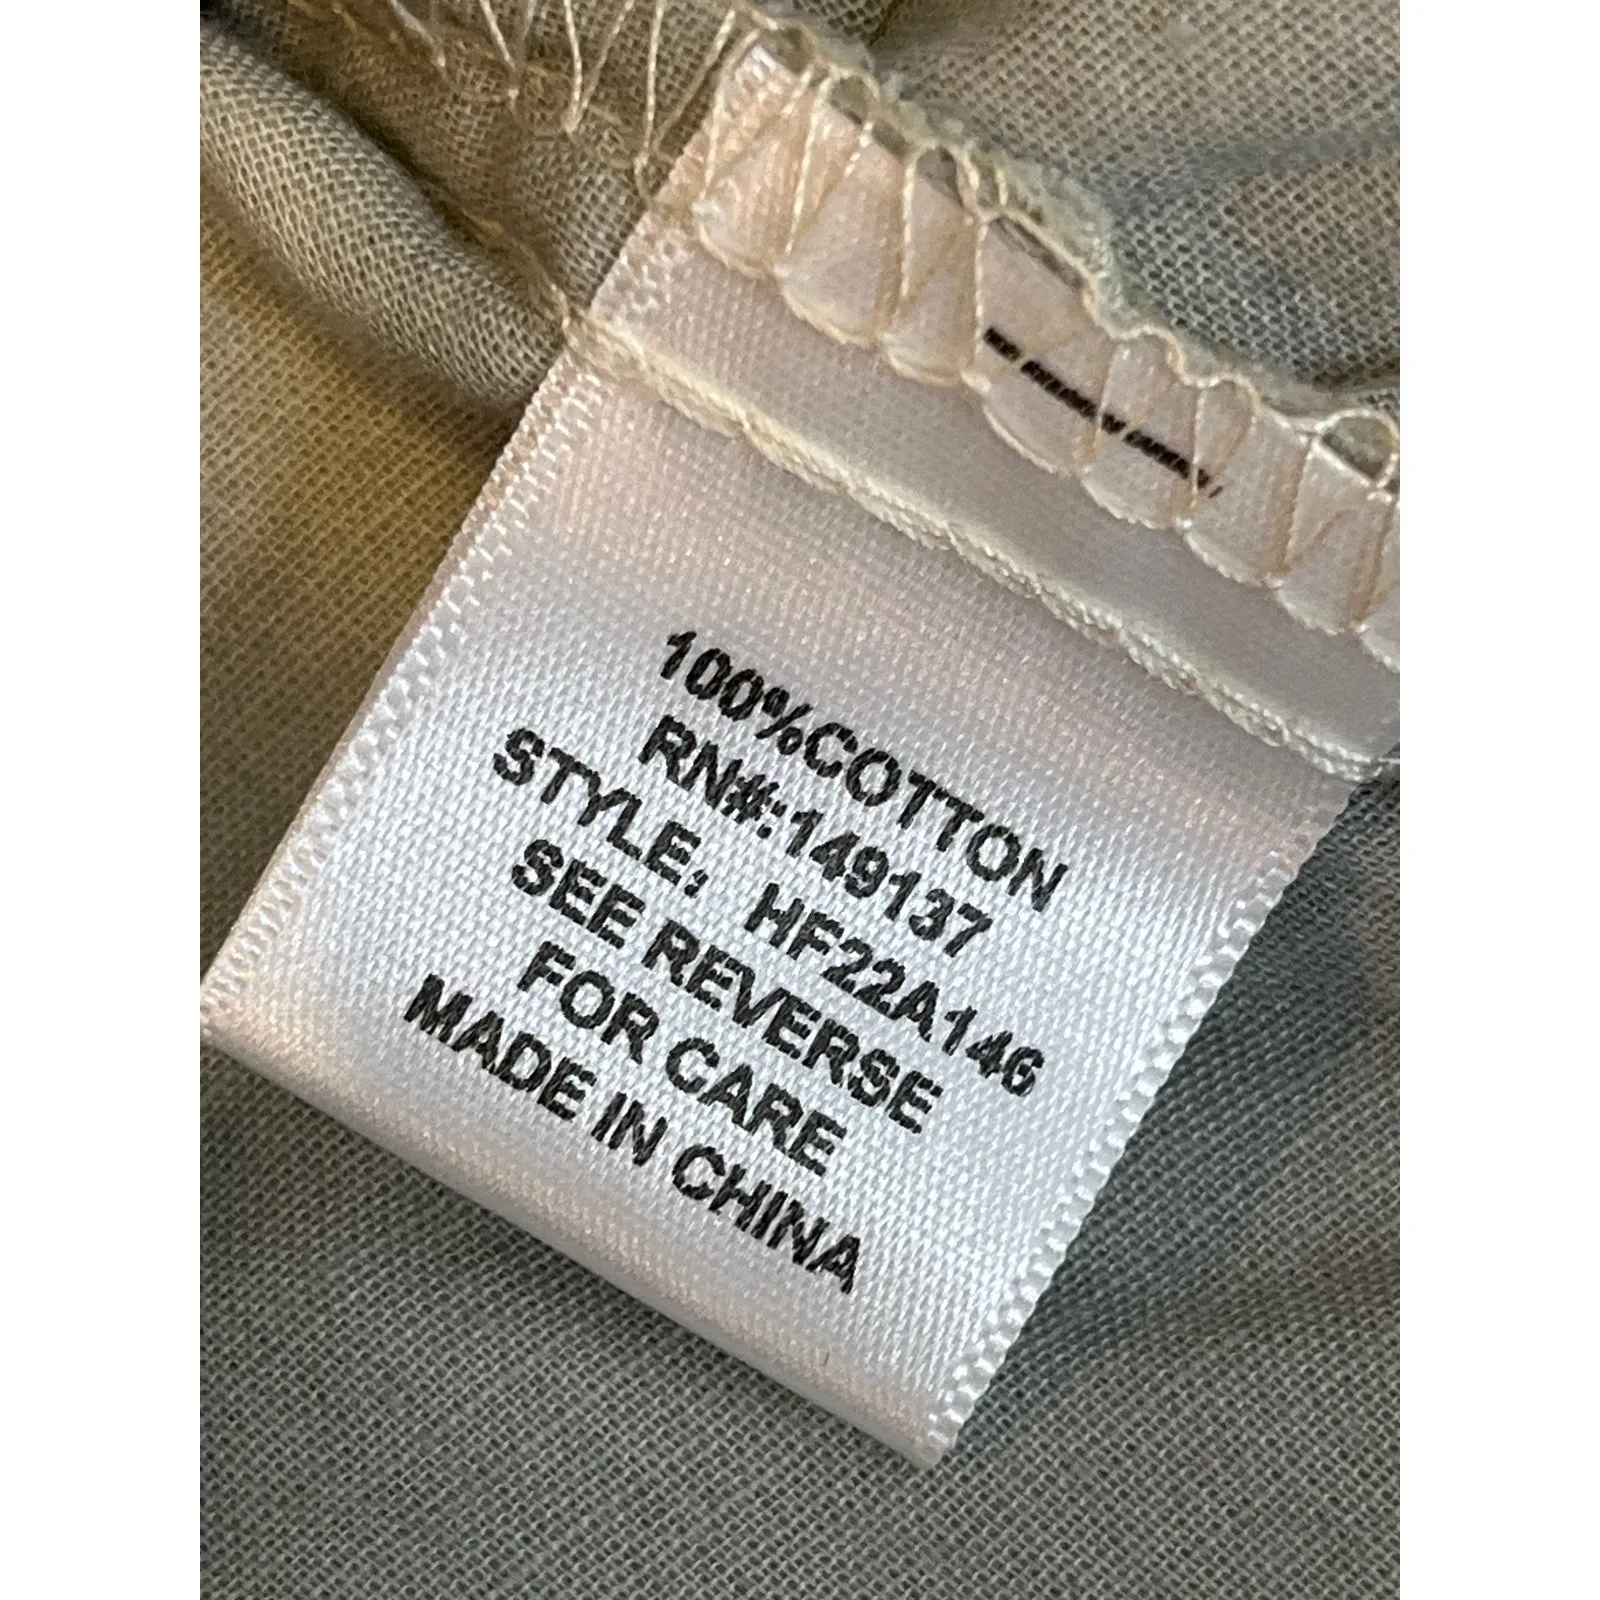 100%COTTON
RN#:149137
STYLE: HF22A146
SEE REVERSE
FOR CARE
MADE IN CHINA